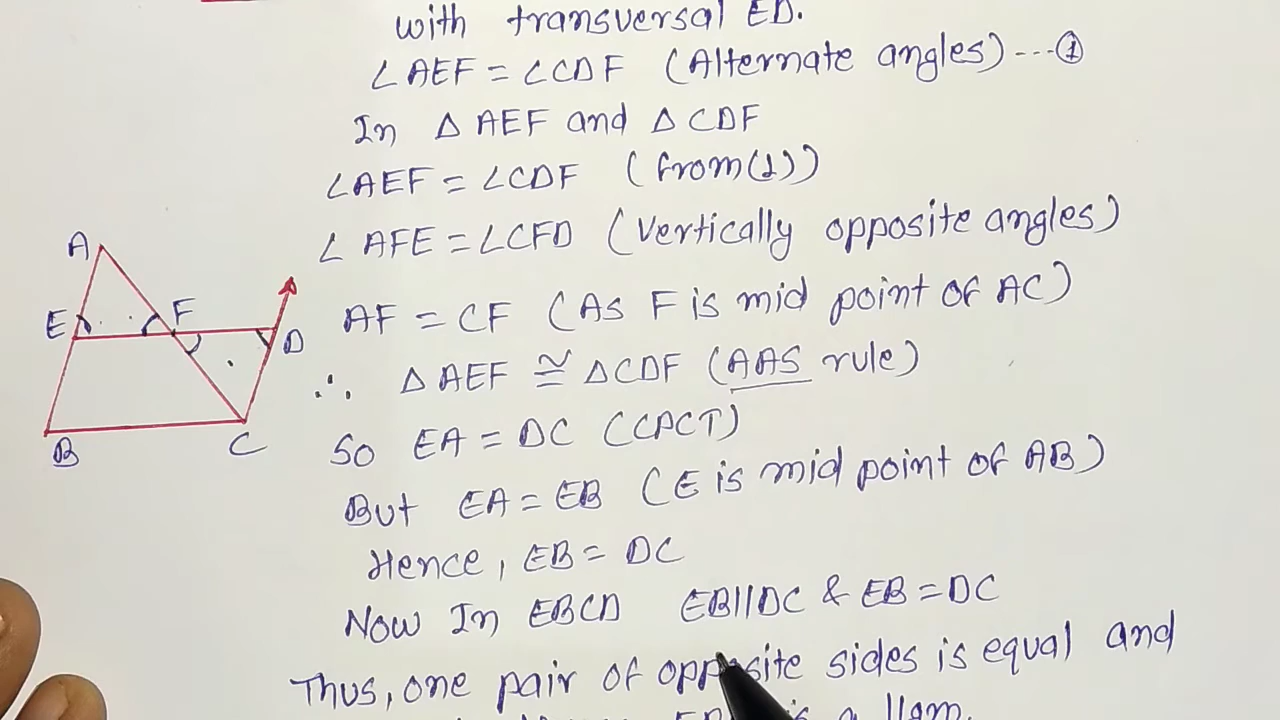 with transversal ED.
∠AEF = ∠CDF (Alternate angles) ---①
In △ AEF and △ CDF
∠AEF = ∠CDF (from(1))
∠ AFE = ∠CFD (Vertically opposite angles)
AF = CF (As F is mid point of AC)
∴ △AEF ≅ △CDF (AAS rule)
So EA = DC (CPCT)
But EA = EB (E is mid point of AB)
Hence, EB = DC
Now In EBCD EB||DC & EB = DC
Thus, one pair of opposite sides is equal and
is a ||am.
A
E
F
D
B
C